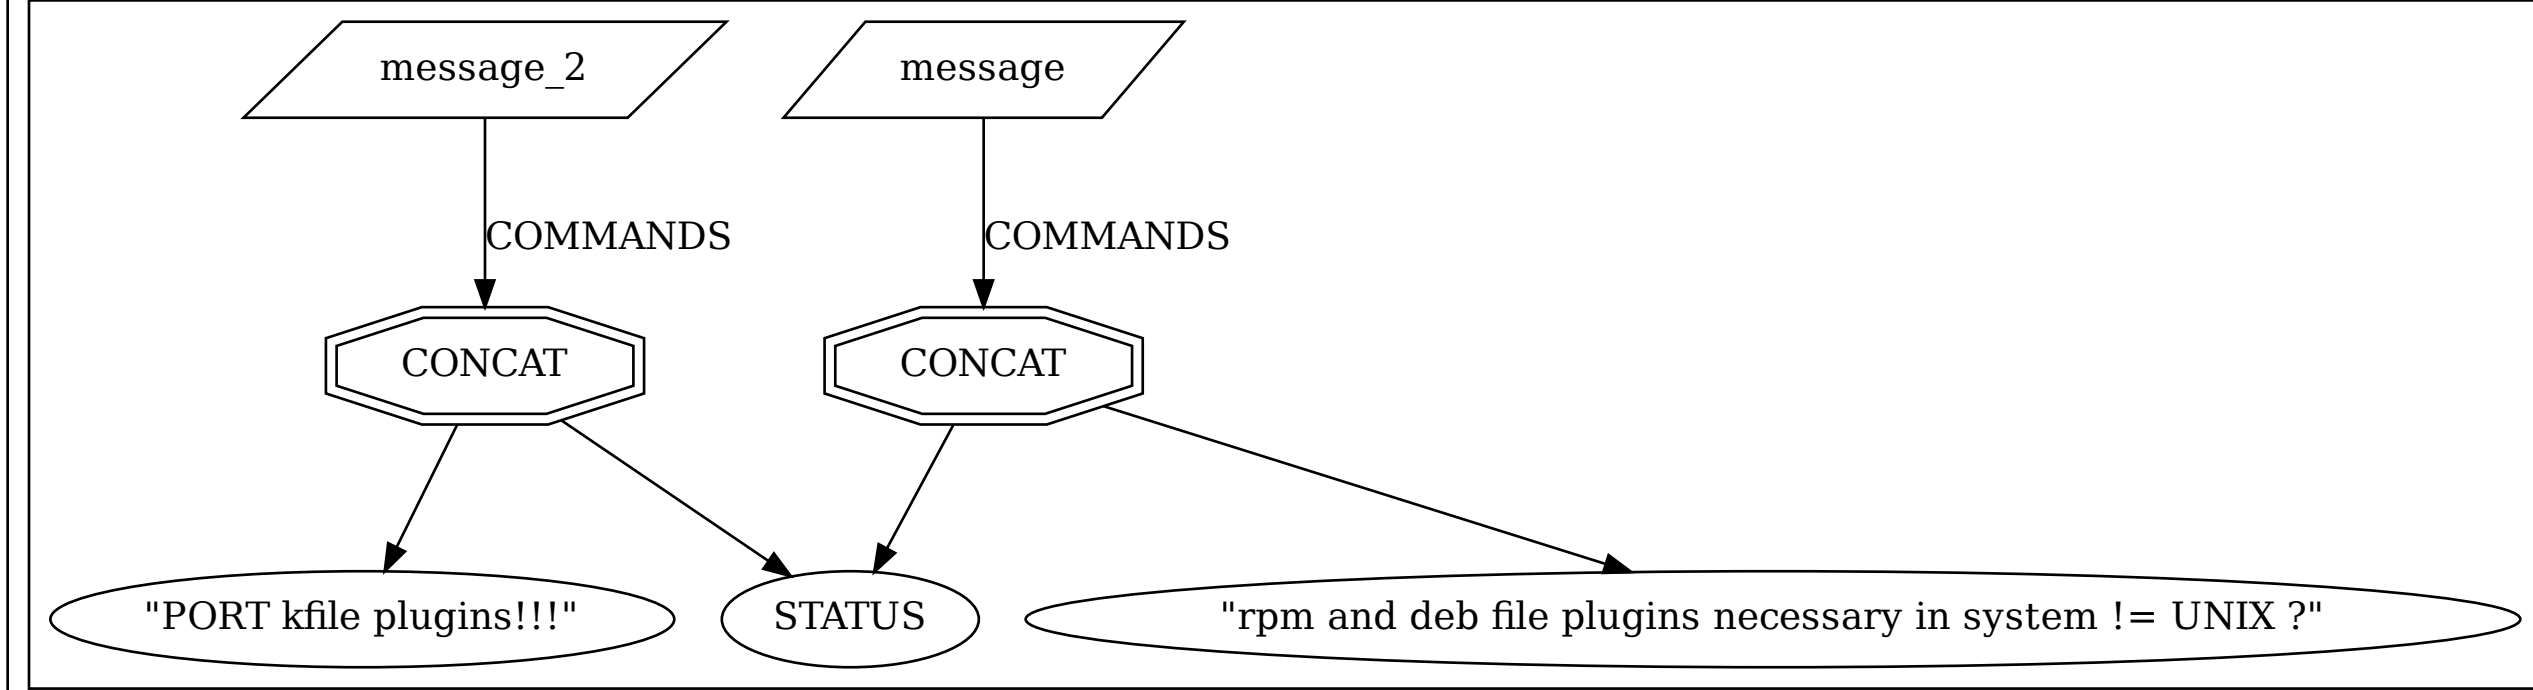 message_2
message
COMMANDS
COMMANDS
CONCAT
CONCAT
"PORT kfile plugins!!!"
STATUS
"rpm and deb file plugins necessary in system != UNIX ?"